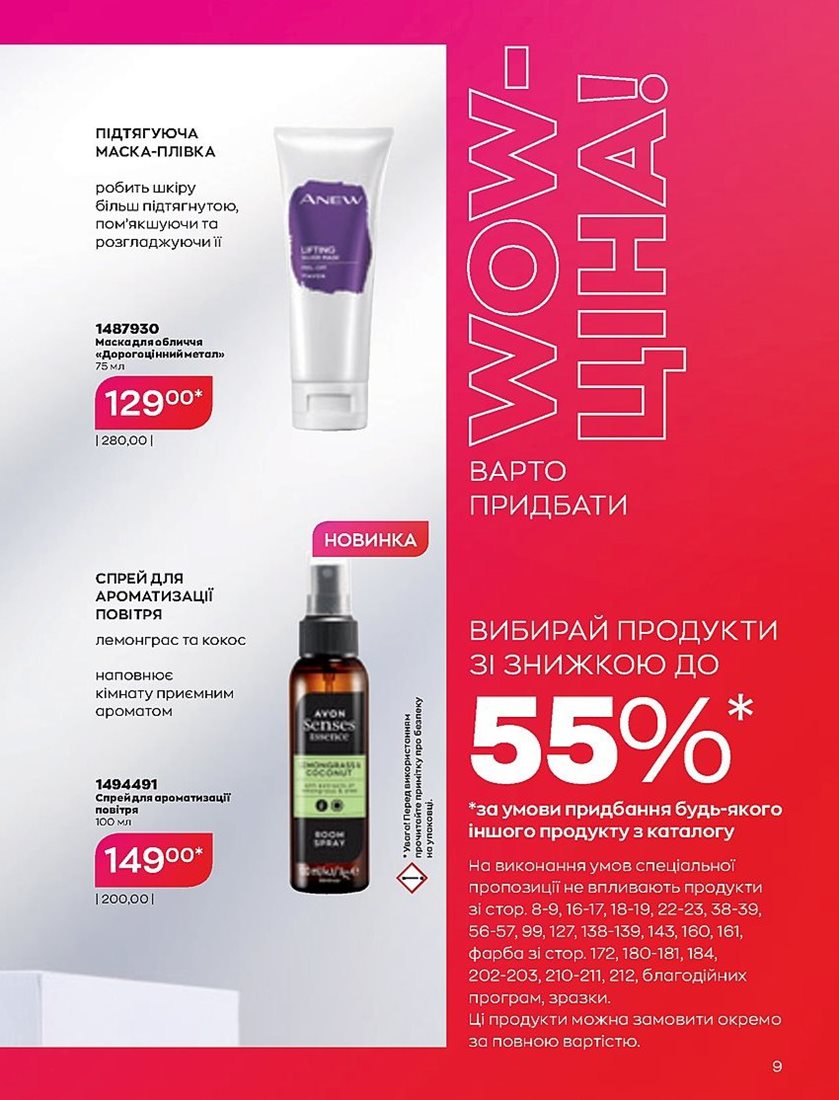 WOW-
ЦІНА!
ВАРТО
ПРИДБАТИ
ПІДТЯГУЮЧА
МАСКА-ПЛІВКА
робить шкіру
більш підтягнутою,
пом'якшуючи та
розгладжуючи її
1487930
Маска для обличчя
«Дорогоцінний метал»
75 мл
129⁰⁰*
|280,00|
ANEW
LIFTING
PEEL-OFF
НОВИНКА
СПРЕЙ ДЛЯ
АРОМАТИЗАЦІЇ
ПОВІТРЯ
лемонграс та кокос
наповнює
кімнату приємним
ароматом
1494491
Спрей для ароматизації
повітря
100 мл
149⁰⁰*
|200,00|
AVON
Senses
Essence
LEMONGRASS &
COCONUT
ROOM
SPRAY
* Увага! Перед використанням
прочитайте примітку про безпеку
на упаковці.
ВИБИРАЙ ПРОДУКТИ
ЗІ ЗНИЖКОЮ ДО
55%*
*за умови придбання будь-якого
іншого продукту з каталогу
На виконання умов спеціальної
пропозиції не впливають продукти
зі стор. 8-9, 16-17, 18-19, 22-23, 38-39,
56-57, 99, 127, 138-139, 143, 160, 161,
фарба зі стор. 172, 180-181, 184,
202-203, 210-211, 212, благодійних
програм, зразки.
Ці продукти можна замовити окремо
за повною вартістю.
9